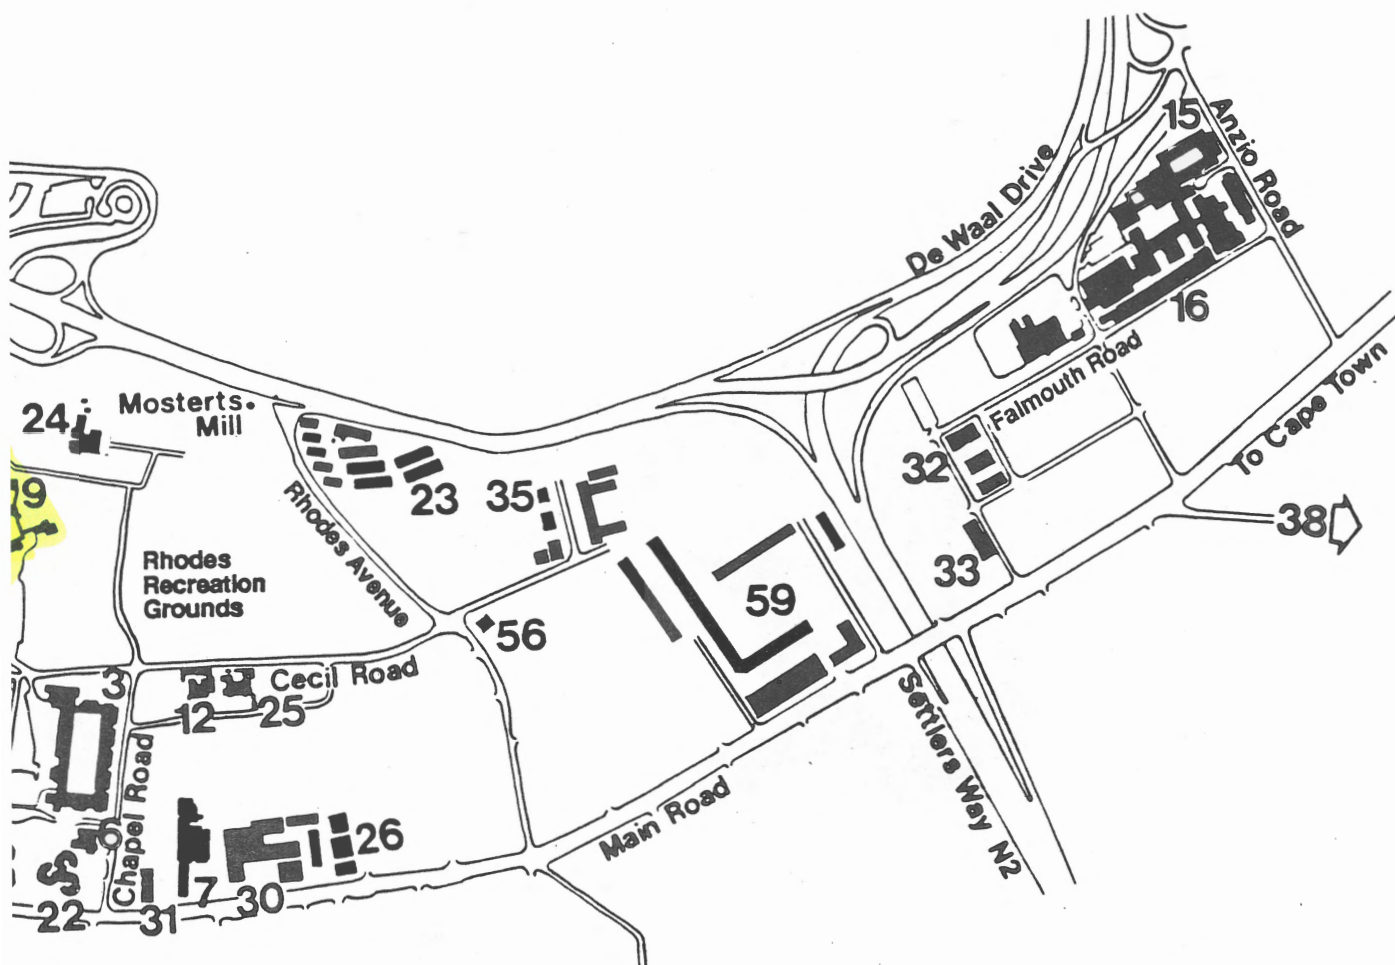 15
Anzio Road
De Waal Drive
16
Falmouth Road
To Cape Town
Mosterts
Mill
24
23
35
32
38
9
Rhodes Avenue
Rhodes
Recreation
Grounds
33
59
56
3
Cecil Road
12
25
Settlers Way N2
Chapel Road
Main Road
6
26
7
30
22
31